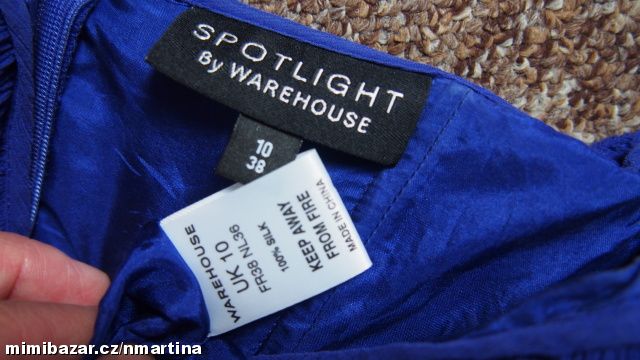 SPOTLIGHT
By WAREHOUSE
10
38
WAREHOUSE
UK 10
FR38 NL36
100% SILK
KEEP AWAY
FROM FIRE
MADE IN CHINA
mimibazar.cz/nmartina